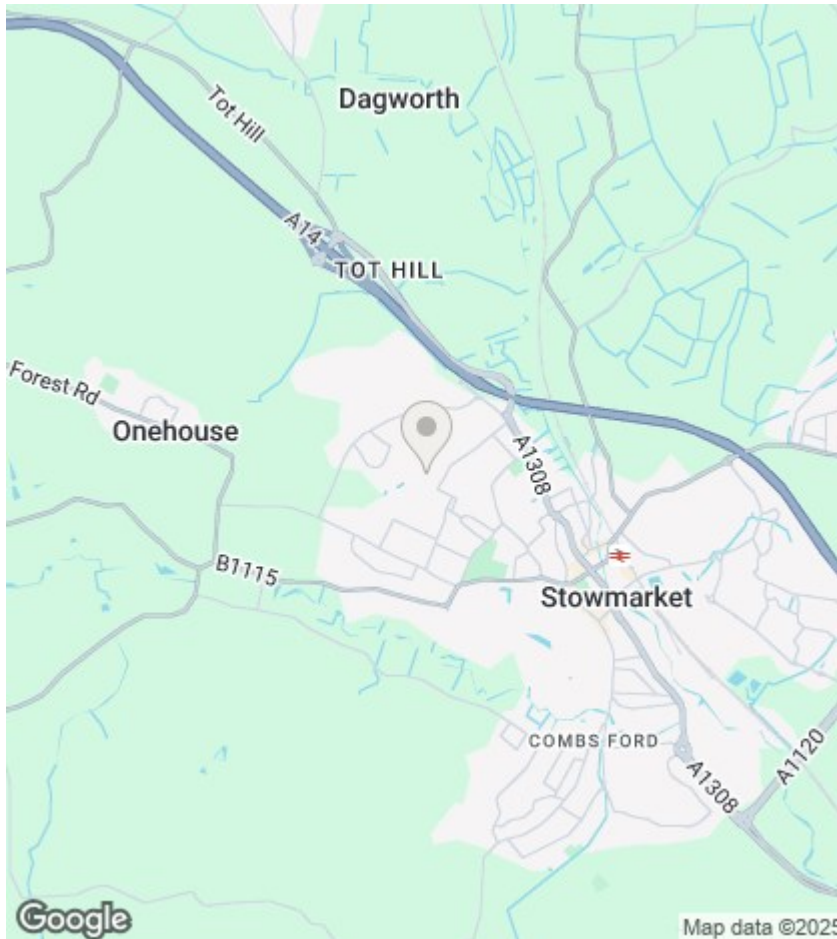 Dagworth
Tot Hill
A14
TOT HILL
Forest Rd
Onehouse
A1308
B1115
Stowmarket
COMBS FORD
A1120
A1308
Google
Map data ©2025